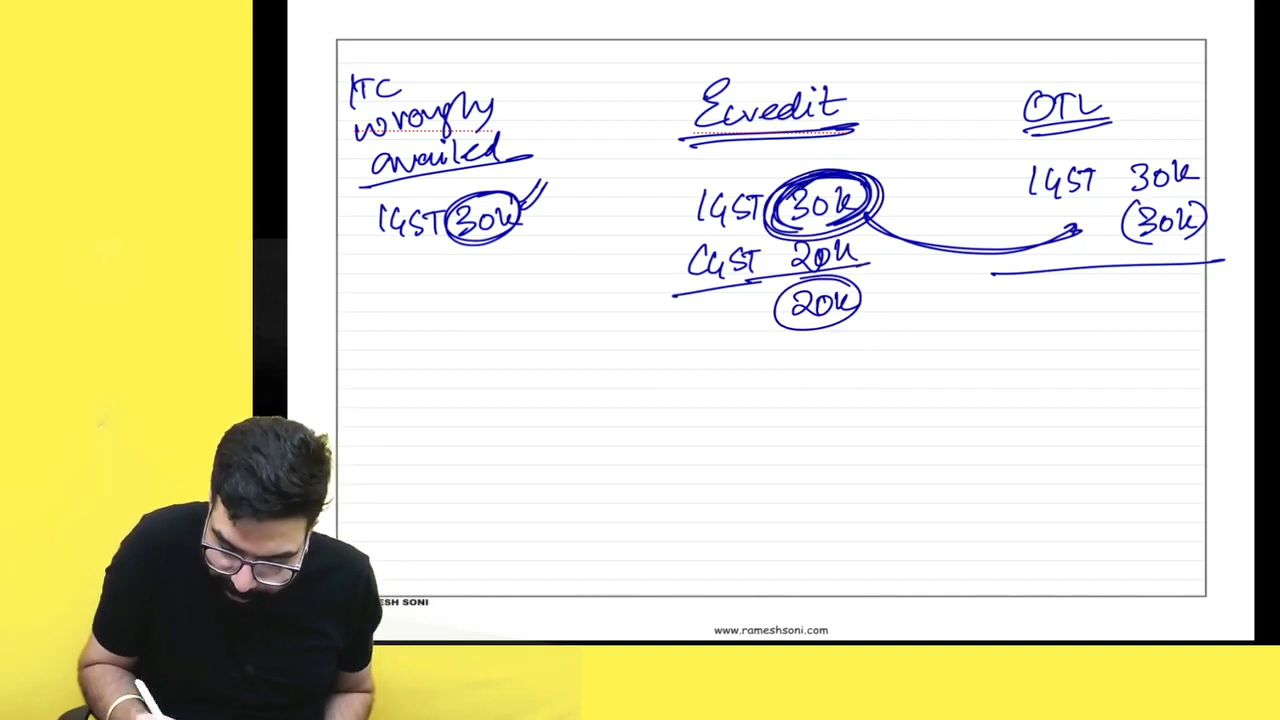 ITC
wrongly
availed
IGST 30k
Ecredit
IGST 30k
CGST 20k
20k
OTL
IGST 30k
(30k)
ESH SONI
www.rameshsoni.com